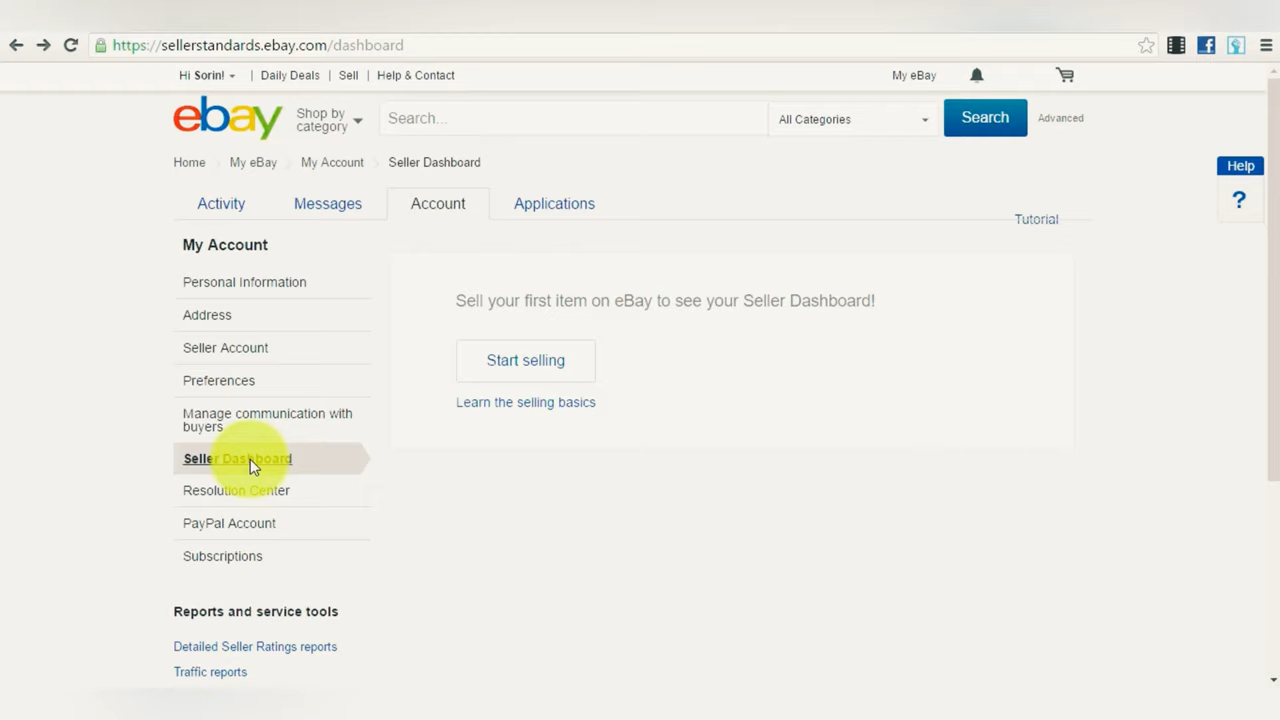 https://sellerstandards.ebay.com/dashboard
Hi Sorin! | Daily Deals | Sell | Help & Contact My eBay
ebay Shop by category Search... All Categories Search Advanced
Home My eBay My Account Seller Dashboard
Help
?
Activity Messages Account Applications
Tutorial
My Account
Personal Information
Address
Seller Account
Preferences
Manage communication with
buyers
Seller Dashboard
Resolution Center
PayPal Account
Subscriptions
Reports and service tools
Detailed Seller Ratings reports
Traffic reports
Sell your first item on eBay to see your Seller Dashboard!
Start selling
Learn the selling basics